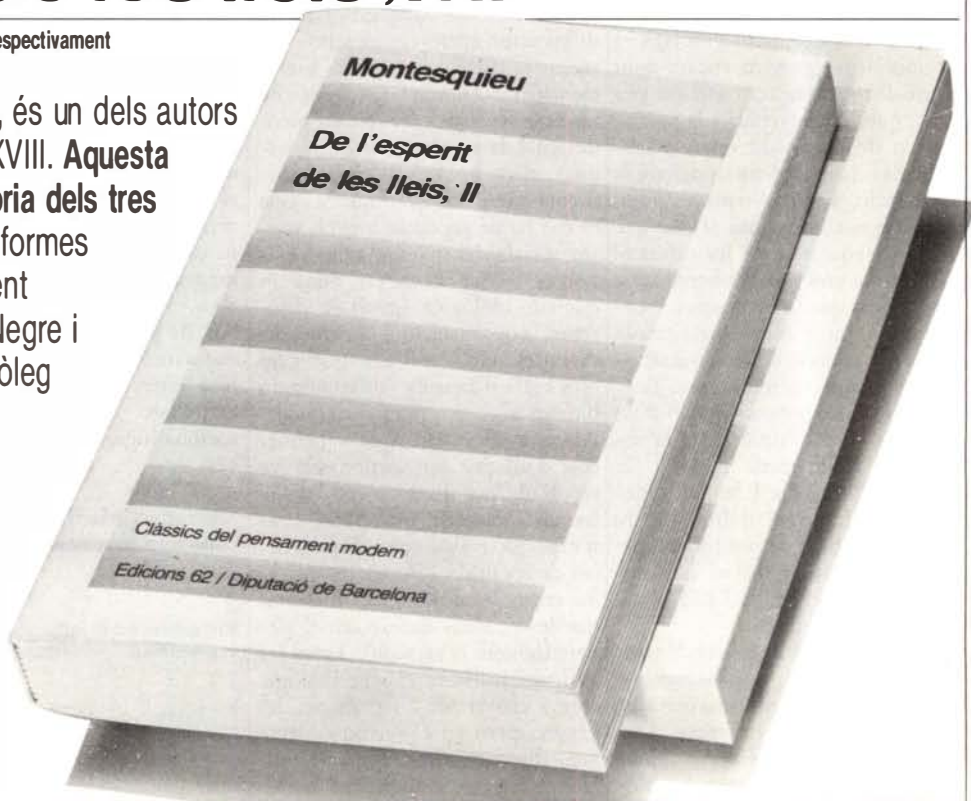 espectivament
, és un dels autors
XVIII. Aquesta
oria dels tres
formes
ent
Negre i
òleg
Montesquieu
De l'esperit
de les lleis, II
Clàssics del pensament modern
Edicions 62 / Diputació de Barcelona